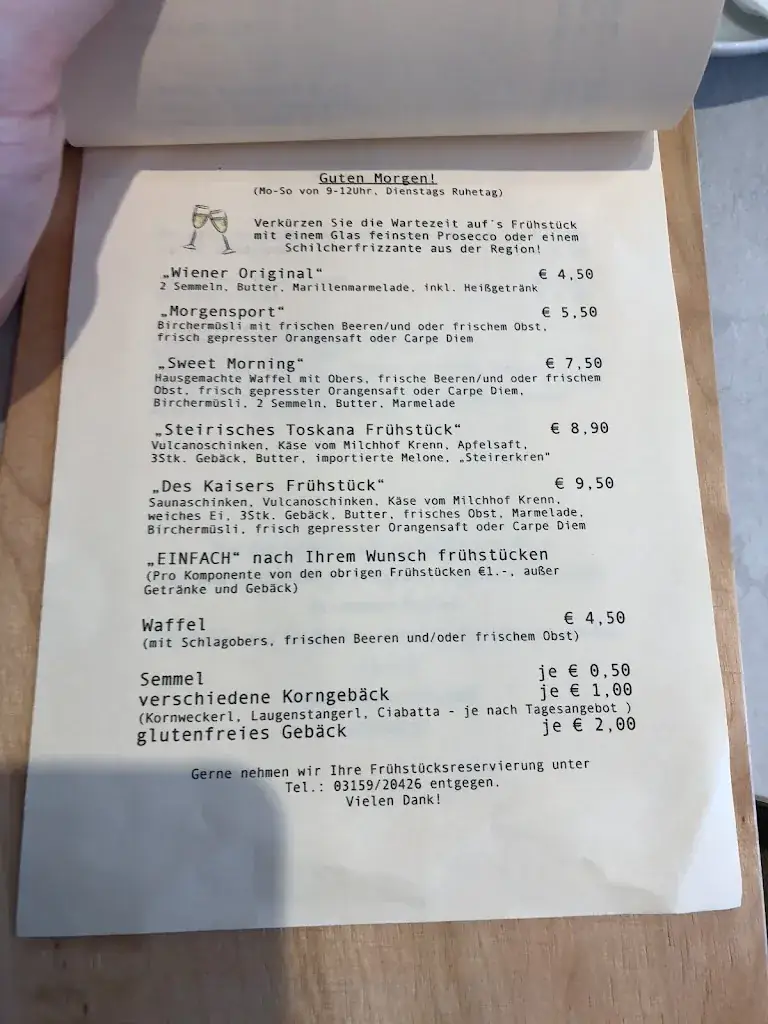 Guten Morgen!
(Mo-So von 9-12Uhr, Dienstags Ruhetag)
Verkürzen Sie die Wartezeit auf´s Frühstück
mit einem Glas feinsten Prosecco oder einem
Schilcherfrizzante aus der Region!
„Wiener Original“ € 4,50
2 Semmeln, Butter, Marillenmarmelade, inkl. Heißgetränk
„Morgensport“ € 5,50
Birchermüsli mit frischen Beeren/und oder frischem Obst,
frisch gepresster Orangensaft oder Carpe Diem
„Sweet Morning“ € 7,50
Hausgemachte Waffel mit Obers, frische Beeren/und oder frischem
Obst, frisch gepresster Orangensaft oder Carpe Diem,
Birchermüsli, 2 Semmeln, Butter, Marmelade
„Steirisches Toskana Frühstück“ € 8,90
Vulcanoschinken, Käse vom Milchhof Krenn, Apfelsaft,
3Stk. Gebäck, Butter, importierte Melone, „Steirerkren“
„Des Kaisers Frühstück“ € 9,50
Saunaschinken, Vulcanoschinken, Käse vom Milchhof Krenn,
weiches Ei, 3Stk. Gebäck, Butter, frisches Obst, Marmelade,
Birchermüsli, frisch gepresster Orangensaft oder Carpe Diem
„EINFACH“ nach Ihrem Wunsch frühstücken
(Pro Komponente von den obrigen Frühstücken €1.-, außer
Getränke und Gebäck)
Waffel € 4,50
(mit Schlagobers, frischen Beeren und/oder frischem Obst)
Semmel je € 0,50
verschiedene Korngebäck je € 1,00
(Kornweckerl, Laugenstangerl, Ciabatta - je nach Tagesangebot )
glutenfreies Gebäck je € 2,00
Gerne nehmen wir Ihre Frühstücksreservierung unter
Tel.: 03159/20426 entgegen.
Vielen Dank!